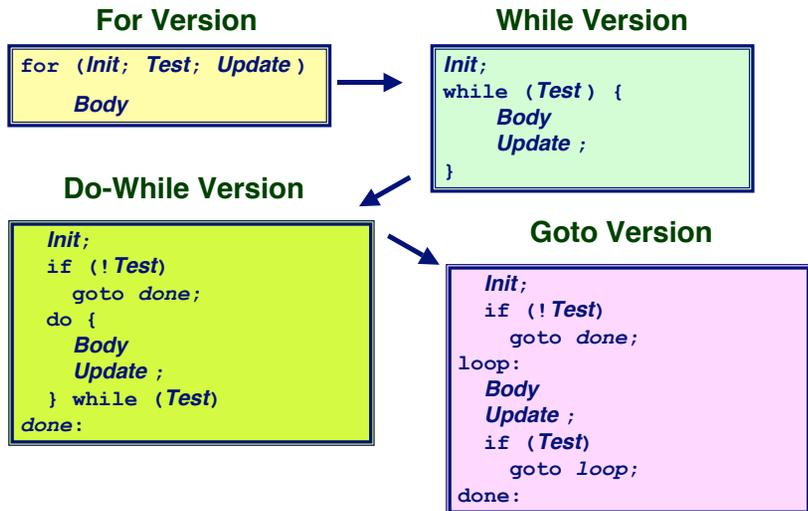 For Version
for (Init; Test; Update )
Body
While Version
Init;
while (Test ) {
Body
Update ;
}
Do-While Version
Init;
if (!Test)
goto done;
do {
Body
Update ;
} while (Test)
done:
Goto Version
Init;
if (!Test)
goto done;
loop:
Body
Update ;
if (Test)
goto loop;
done: